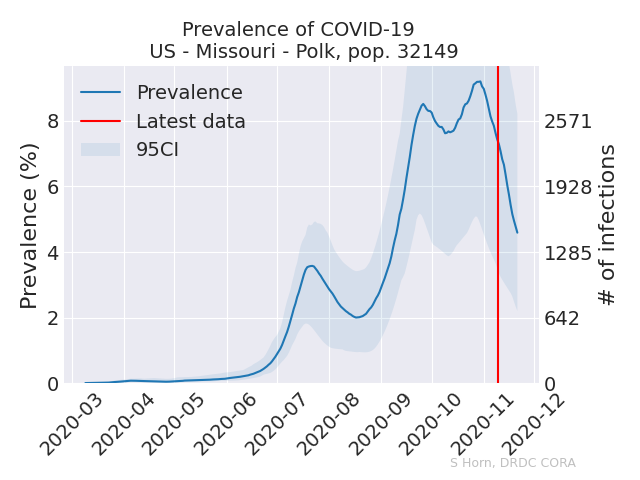 Prevalence of COVID-19
US - Missouri - Polk, pop. 32149
Prevalence
Latest data
95CI
Prevalence (%)
8
6
4
2
0
2571
1928
1285
642
0
# of infections
2020-03
2020-04
2020-05
2020-06
2020-07
2020-08
2020-09
2020-10
2020-11
2020-12
S Horn, DRDC CORA